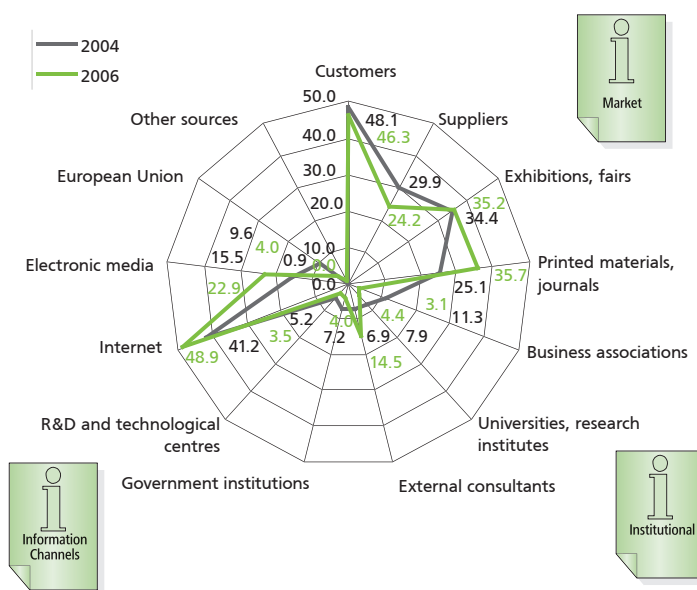 2004
2006
Customers
50.0
48.1
Other sources
Suppliers
40.0
46.3
Market
European Union
30.0
29.9
Exhibitions, fairs
20.0
35.2
34.4
24.2
9.6
4.0
10.0
15.5
0.9
0.0
Electronic media
Printed materials,
journals
35.7
22.9
0.0
25.1
3.1
11.3
5.2
4.0
4.4
Internet
48.9
41.2
3.5
7.2
6.9
7.9
14.5
Business associations
R&D and technological
centres
Universities, research
institutes
Government institutions
External consultants
Information
Channels
Institutional